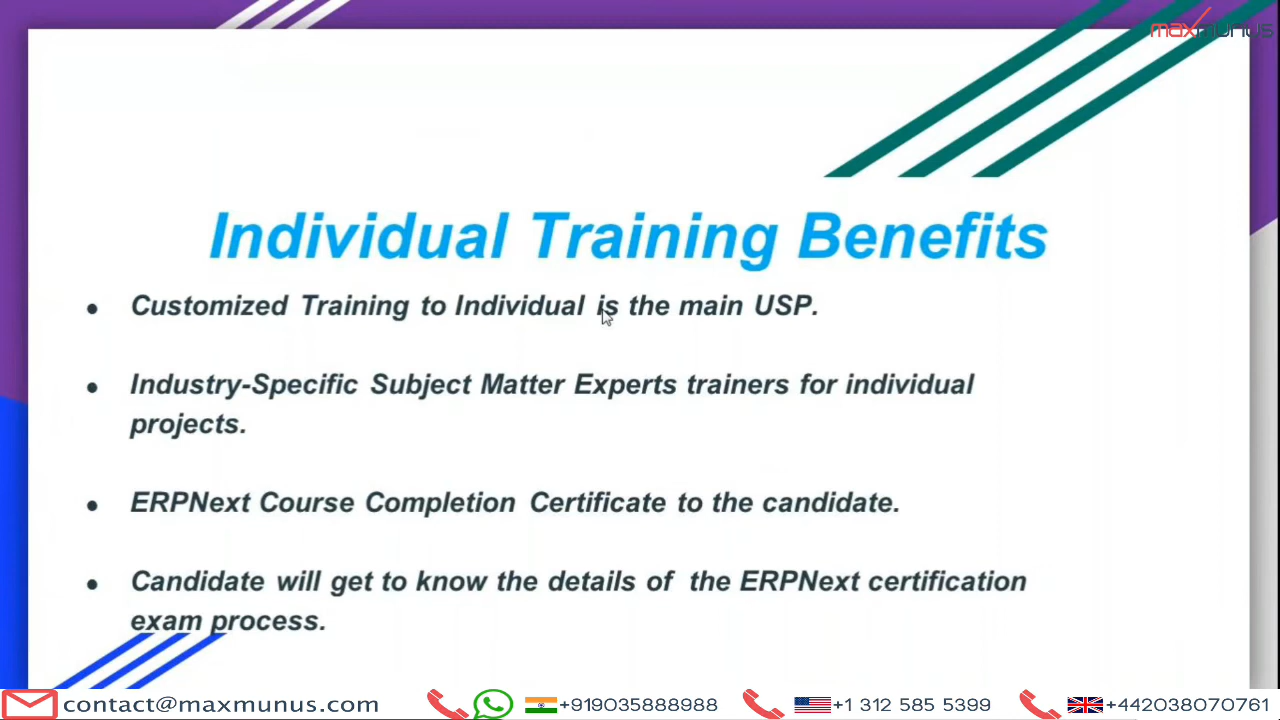 maxmunus
Individual Training Benefits
• Customized Training to Individual is the main USP.
• Industry-Specific Subject Matter Experts trainers for individual
projects.
• ERPNext Course Completion Certificate to the candidate.
• Candidate will get to know the details of the ERPNext certification
exam process.
contact@maxmunus.com +919035888988 +1 312 585 5399 +442038070761